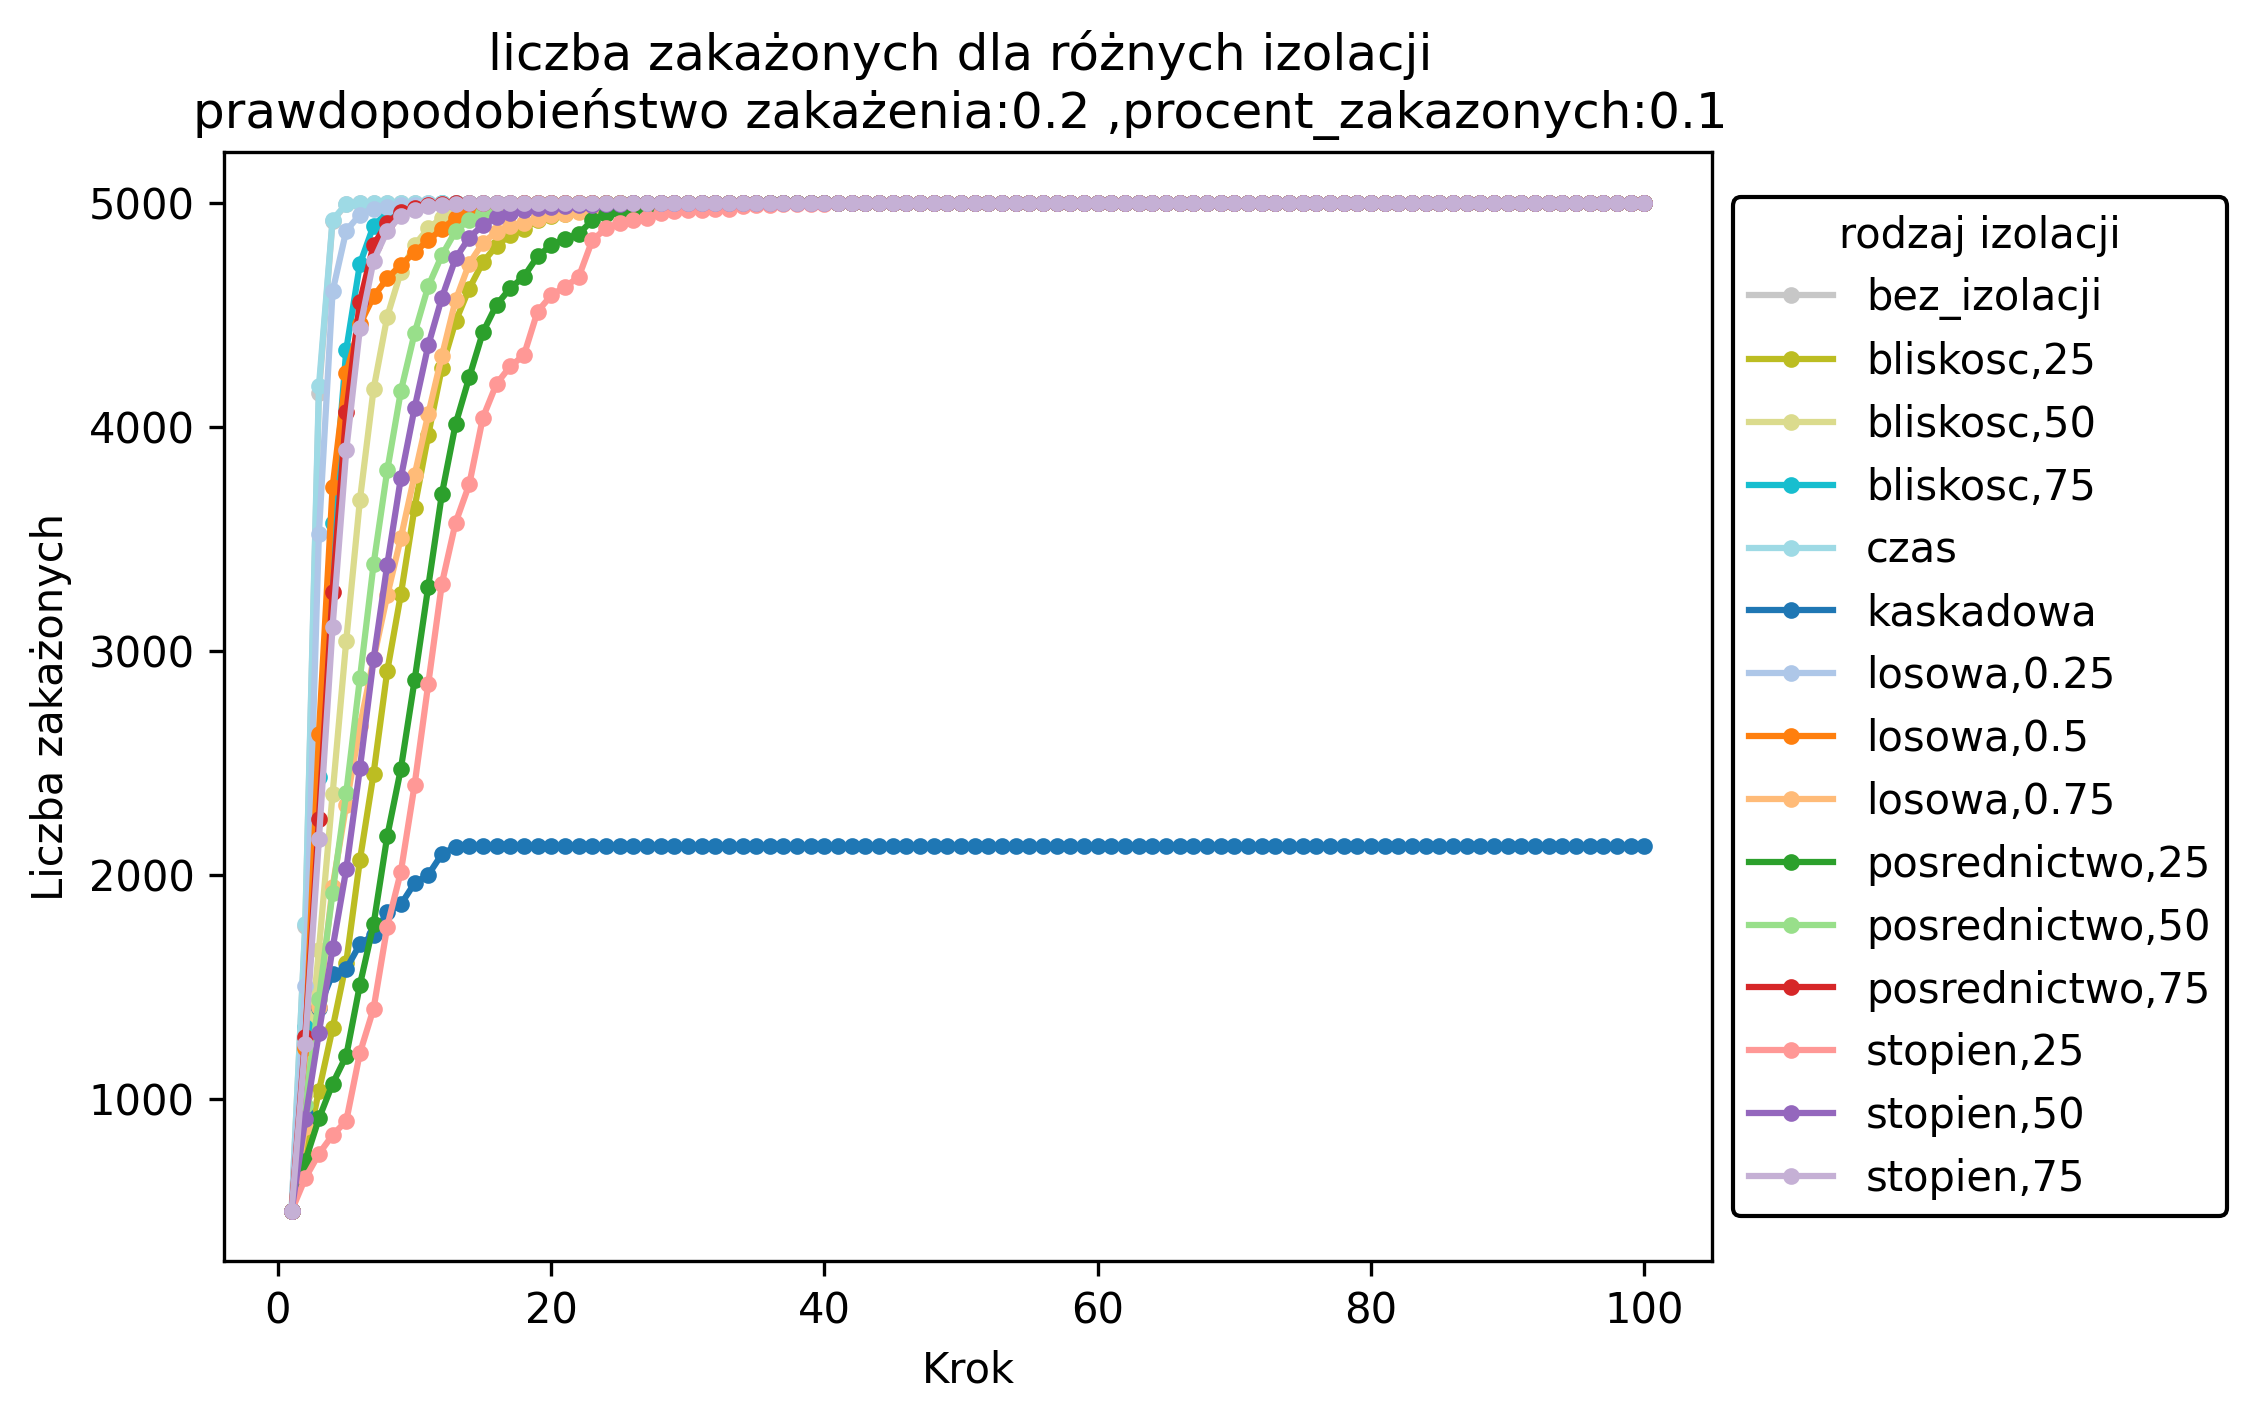 liczba zakażonych dla różnych izolacji
prawdopodobieństwo zakażenia:0.2 ,procent_zakazonych:0.1
5000
4000
3000
2000
1000
Liczba zakażonych
0 20 40 60 80 100
Krok
rodzaj izolacji
bez_izolacji
bliskosc,25
bliskosc,50
bliskosc,75
czas
kaskadowa
losowa,0.25
losowa,0.5
losowa,0.75
posrednictwo,25
posrednictwo,50
posrednictwo,75
stopien,25
stopien,50
stopien,75